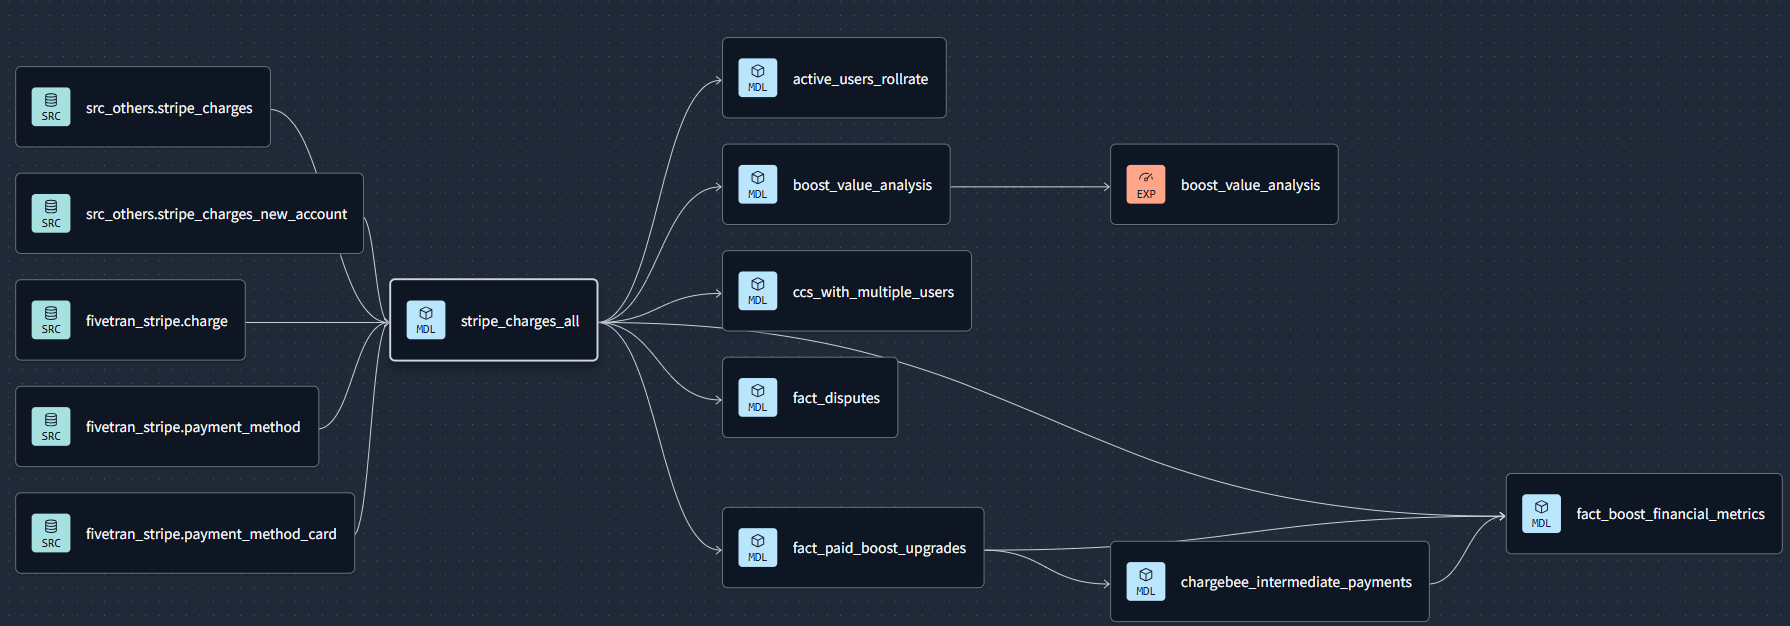 SRC
src_others.stripe_charges
SRC
src_others.stripe_charges_new_account
SRC
fivetran_stripe.charge
SRC
fivetran_stripe.payment_method
SRC
fivetran_stripe.payment_method_card
MDL
stripe_charges_all
MDL
active_users_rollrate
MDL
boost_value_analysis
MDL
ccs_with_multiple_users
MDL
fact_disputes
MDL
fact_paid_boost_upgrades
EXP
boost_value_analysis
MDL
chargebee_intermediate_payments
MDL
fact_boost_financial_metrics